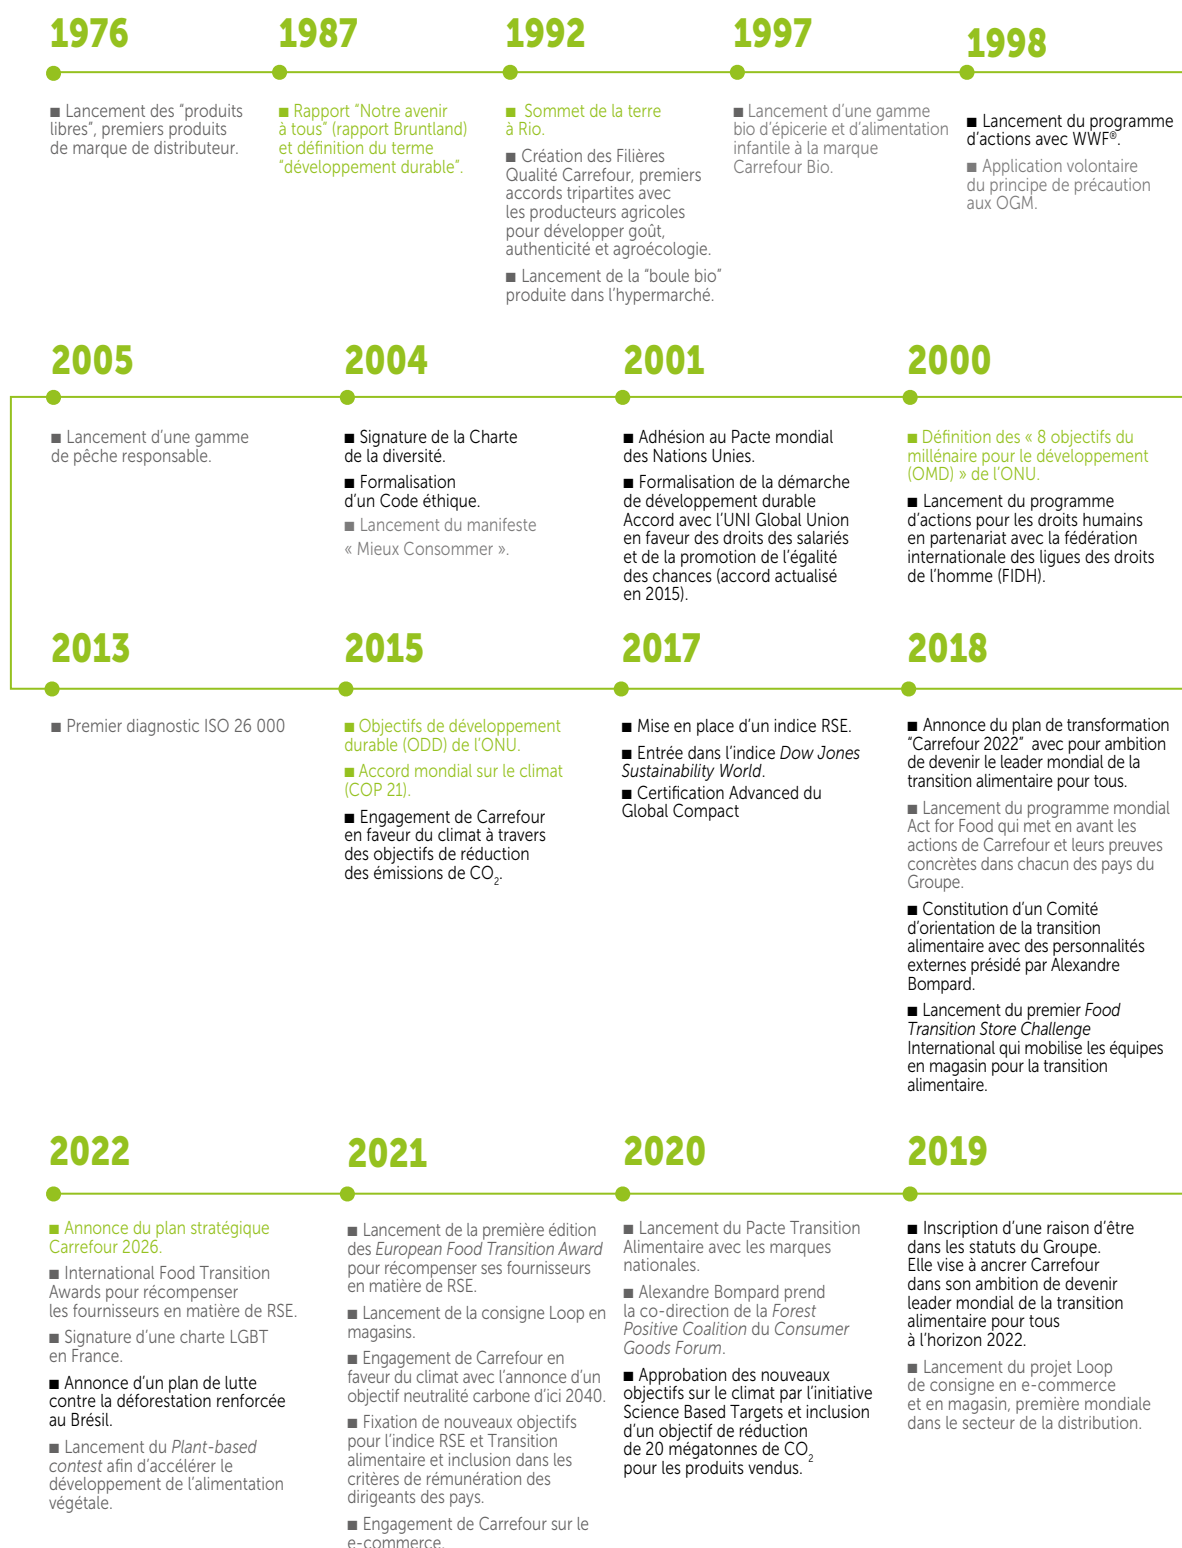 1976
■ Lancement des “produits
libres”, premiers produits
de marque de distributeur.
1987
■ Rapport “Notre avenir
à tous” (rapport Bruntland)
et définition du terme
“développement durable”.
1992
■ Sommet de la terre
à Rio.
■ Création des Filières
Qualité Carrefour, premiers
accords tripartites avec
les producteurs agricoles
pour développer goût,
authenticité et agroécologie.
■ Lancement de la “boule bio”
produite dans l’hypermarché.
1997
■ Lancement d’une gamme
bio d’épicerie et d’alimentation
infantile à la marque
Carrefour Bio.
1998
■ Lancement du programme
d’actions avec WWF®.
■ Application volontaire
du principe de précaution
aux OGM.
2005
■ Lancement d’une gamme
de pêche responsable.
2004
■ Signature de la Charte
de la diversité.
■ Formalisation
d’un Code éthique.
■ Lancement du manifeste
« Mieux Consommer ».
2001
■ Adhésion au Pacte mondial
des Nations Unies.
■ Formalisation de la démarche
de développement durable
Accord avec l’UNI Global Union
en faveur des droits des salariés
et de la promotion de l’égalité
des chances (accord actualisé
en 2015).
2000
■ Définition des « 8 objectifs du
millénaire pour le développement
(OMD) » de l’ONU.
■ Lancement du programme
d’actions pour les droits humains
en partenariat avec la fédération
internationale des ligues des droits
de l’homme (FIDH).
2013
■ Premier diagnostic ISO 26 000
2015
■ Objectifs de développement
durable (ODD) de l’ONU.
■ Accord mondial sur le climat
(COP 21).
■ Engagement de Carrefour
en faveur du climat à travers
des objectifs de réduction
des émissions de CO₂.
2017
■ Mise en place d’un indice RSE.
■ Entrée dans l’indice Dow Jones
Sustainability World.
■ Certification Advanced du
Global Compact
2018
■ Annonce du plan de transformation
“Carrefour 2022” avec pour ambition
de devenir le leader mondial de la
transition alimentaire pour tous.
■ Lancement du programme mondial
Act for Food qui met en avant les
actions de Carrefour et leurs preuves
concrètes dans chacun des pays du
Groupe.
■ Constitution d’un Comité
d’orientation de la transition
alimentaire avec des personnalités
externes présidé par Alexandre
Bompard.
■ Lancement du premier Food
Transition Store Challenge
International qui mobilise les équipes
en magasin pour la transition
alimentaire.
2022
■ Annonce du plan stratégique
Carrefour 2026.
■ International Food Transition
Awards pour récompenser
les fournisseurs en matière de RSE.
■ Signature d’une charte LGBT
en France.
■ Annonce d’un plan de lutte
contre la déforestation renforcée
au Brésil.
■ Lancement du Plant-based
contest afin d’accélérer le
développement de l’alimentation
végétale.
2021
■ Lancement de la première édition
des European Food Transition Award
pour récompenser ses fournisseurs
en matière de RSE.
■ Lancement de la consigne Loop en
magasins.
■ Engagement de Carrefour en
faveur du climat avec l’annonce d’un
objectif neutralité carbone d’ici 2040.
■ Fixation de nouveaux objectifs
pour l’indice RSE et Transition
alimentaire et inclusion dans les
critères de rémunération des
dirigeants des pays.
■ Engagement de Carrefour sur le
e-commerce.
2020
■ Lancement du Pacte Transition
Alimentaire avec les marques
nationales.
■ Alexandre Bompard prend
la co-direction de la Forest
Positive Coalition du Consumer
Goods Forum.
■ Approbation des nouveaux
objectifs sur le climat par l’initiative
Science Based Targets et inclusion
d’un objectif de réduction
de 20 mégatonnes de CO₂
pour les produits vendus.
2019
■ Inscription d’une raison d’être
dans les statuts du Groupe.
Elle vise à ancrer Carrefour
dans son ambition de devenir
leader mondial de la transition
alimentaire pour tous
à l’horizon 2022.
■ Lancement du projet Loop
de consigne en e-commerce
et en magasin, première mondiale
dans le secteur de la distribution.